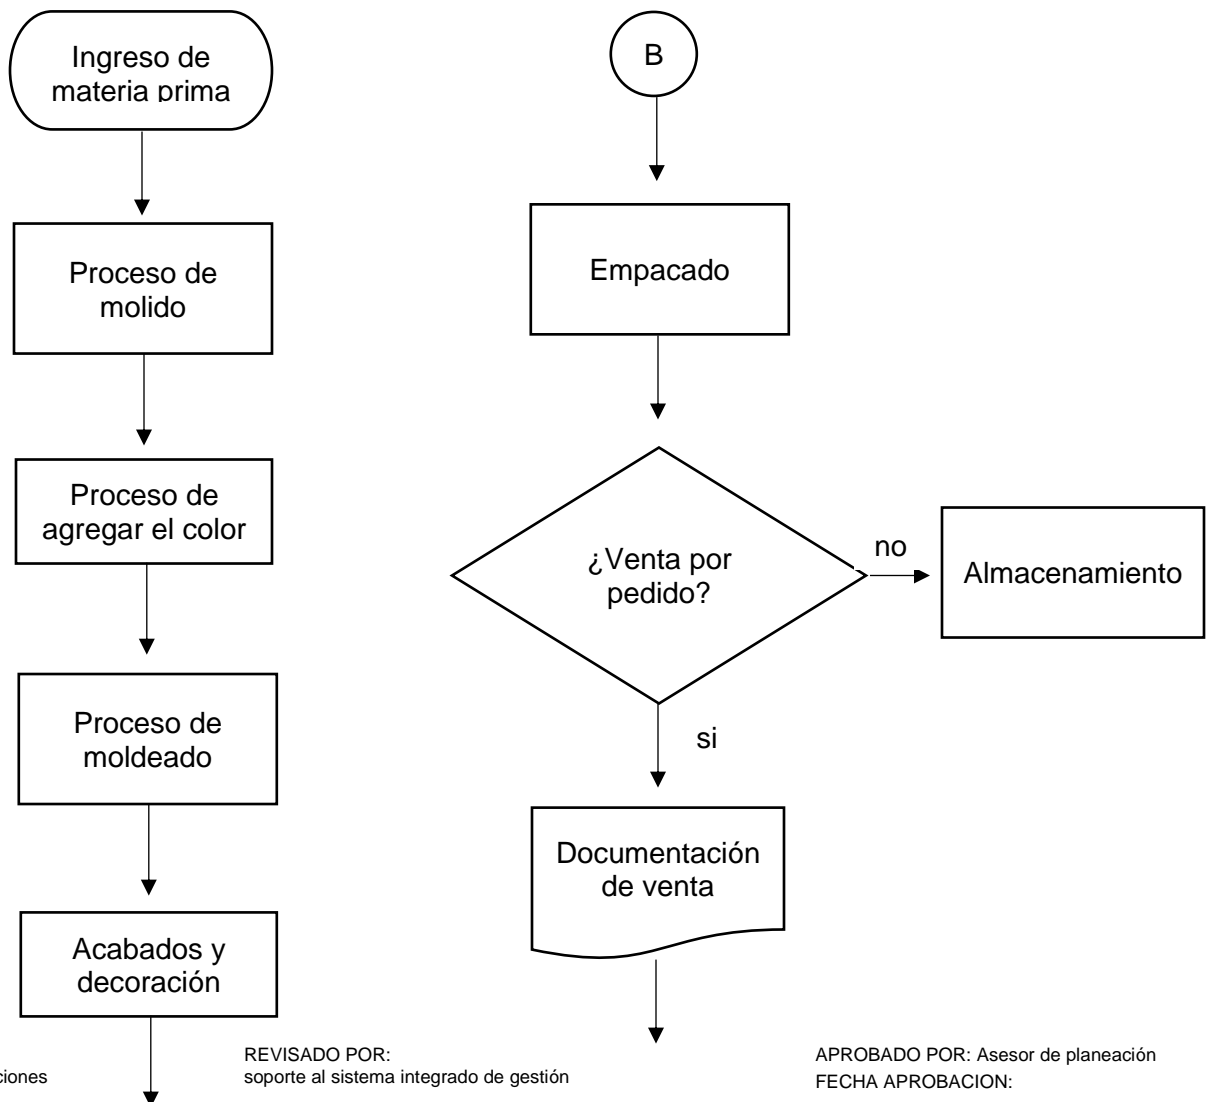 Ingreso de
materia prima
Proceso de
molido
Proceso de
agregar el color
Proceso de
moldeado
Acabados y
decoración
B
Empacado
¿Venta por
pedido?
no
Almacenamiento
si
Documentación
de venta
ciones
REVISADO POR:
soporte al sistema integrado de gestión
APROBADO POR: Asesor de planeación
FECHA APROBACION: